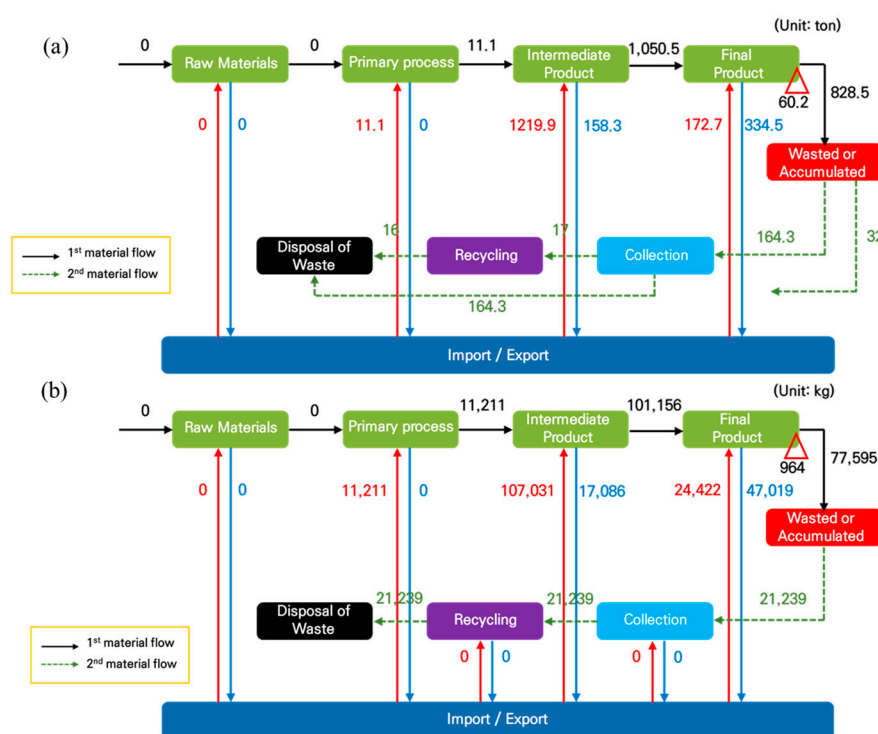 (a)
(Unit: ton)
0
0
11.1
1,050.5
Raw Materials
Primary process
Intermediate
Product
Final
Product
60.2
828.5
0
0
11.1
0
1219.9
158.3
172.7
334.5
Wasted or
Accumulated
1st material flow
2nd material flow
Disposal of
Waste
16
Recycling
17
Collection
164.3
32
164.3
Import / Export
(b)
(Unit: kg)
0
0
11,211
101,156
Raw Materials
Primary process
Intermediate
Product
Final
Product
964
77,595
0
0
11,211
0
107,031
17,086
24,422
47,019
Wasted or
Accumulated
Disposal of
Waste
21,239
Recycling
21,239
Collection
21,239
1st material flow
2nd material flow
0
0
0
0
Import / Export